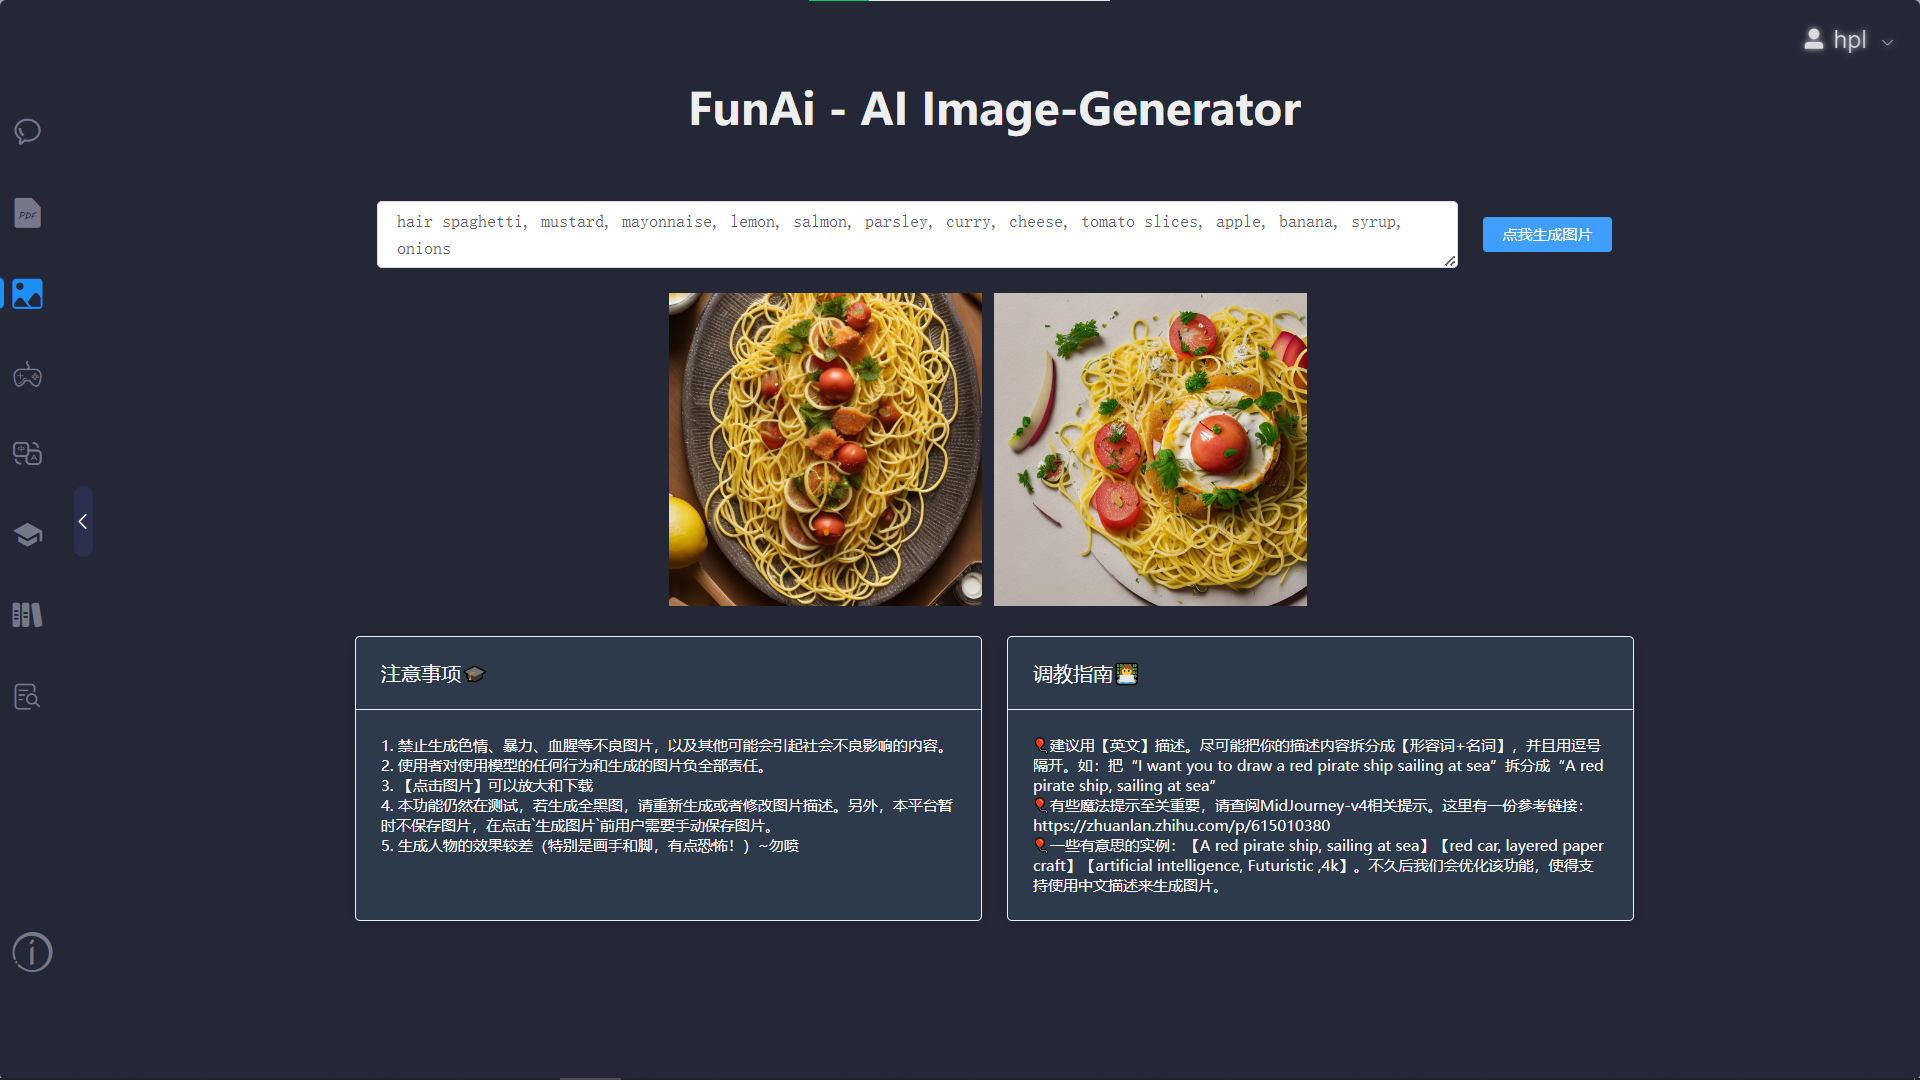 hpl
FunAi - AI Image-Generator
PDF
hair spaghetti, mustard, mayonnaise, lemon, salmon, parsley, curry, cheese, tomato slices, apple, banana, syrup,
onions
点我生成图片
中
A
注意事项🎓
1. 禁止生成色情、暴力、血腥等不良图片，以及其他可能会引起社会不良影响的内容。
2. 使用者对使用模型的任何行为和生成的图片负全部责任。
3. 【点击图片】可以放大和下载
4. 本功能仍然在测试，若生成全黑图，请重新生成或者修改图片描述。另外，本平台暂
时不保存图片，在点击`生成图片`前用户需要手动保存图片。
5. 生成人物的效果较差（特别是画手和脚，有点恐怖！）~勿喷
调教指南👨‍💻
🎈建议用【英文】描述。尽可能把你的描述内容拆分成【形容词+名词】，并且用逗号
隔开。如：把“I want you to draw a red pirate ship sailing at sea”拆分成“A red
pirate ship, sailing at sea”
🎈有些魔法提示至关重要，请查阅MidJourney-v4相关提示。这里有一份参考链接：
https://zhuanlan.zhihu.com/p/615010380
🎈一些有意思的实例：【A red pirate ship, sailing at sea】【red car, layered paper
craft】【artificial intelligence, Futuristic ,4k】。不久后我们会优化该功能，使得支
持使用中文描述来生成图片。